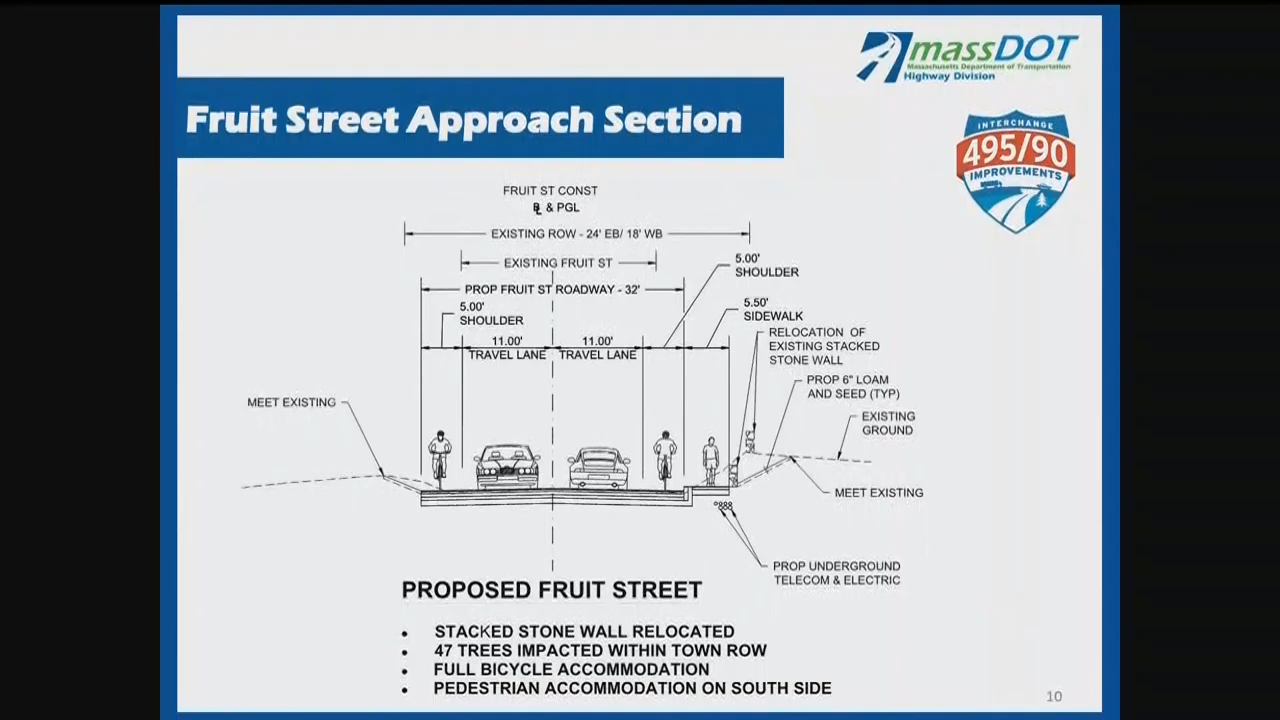 massDOT
Massachusetts Department of Transportation
Highway Division
Fruit Street Approach Section
INTERCHANGE
495/90
IMPROVEMENTS
FRUIT ST CONST
& PGL
EXISTING ROW - 24' EB/ 18' WB
EXISTING FRUIT ST
PROP FRUIT ST ROADWAY - 32'
5.00'
SHOULDER
5.00'
SHOULDER
5.50'
SIDEWALK
11.00'
TRAVEL LANE
11.00'
TRAVEL LANE
RELOCATION OF
EXISTING STACKED
STONE WALL
PROP 6" LOAM
AND SEED (TYP)
MEET EXISTING
EXISTING
GROUND
MEET EXISTING
PROP UNDERGROUND
TELECOM & ELECTRIC
PROPOSED FRUIT STREET
• STACKED STONE WALL RELOCATED
• 47 TREES IMPACTED WITHIN TOWN ROW
• FULL BICYCLE ACCOMMODATION
• PEDESTRIAN ACCOMMODATION ON SOUTH SIDE
10